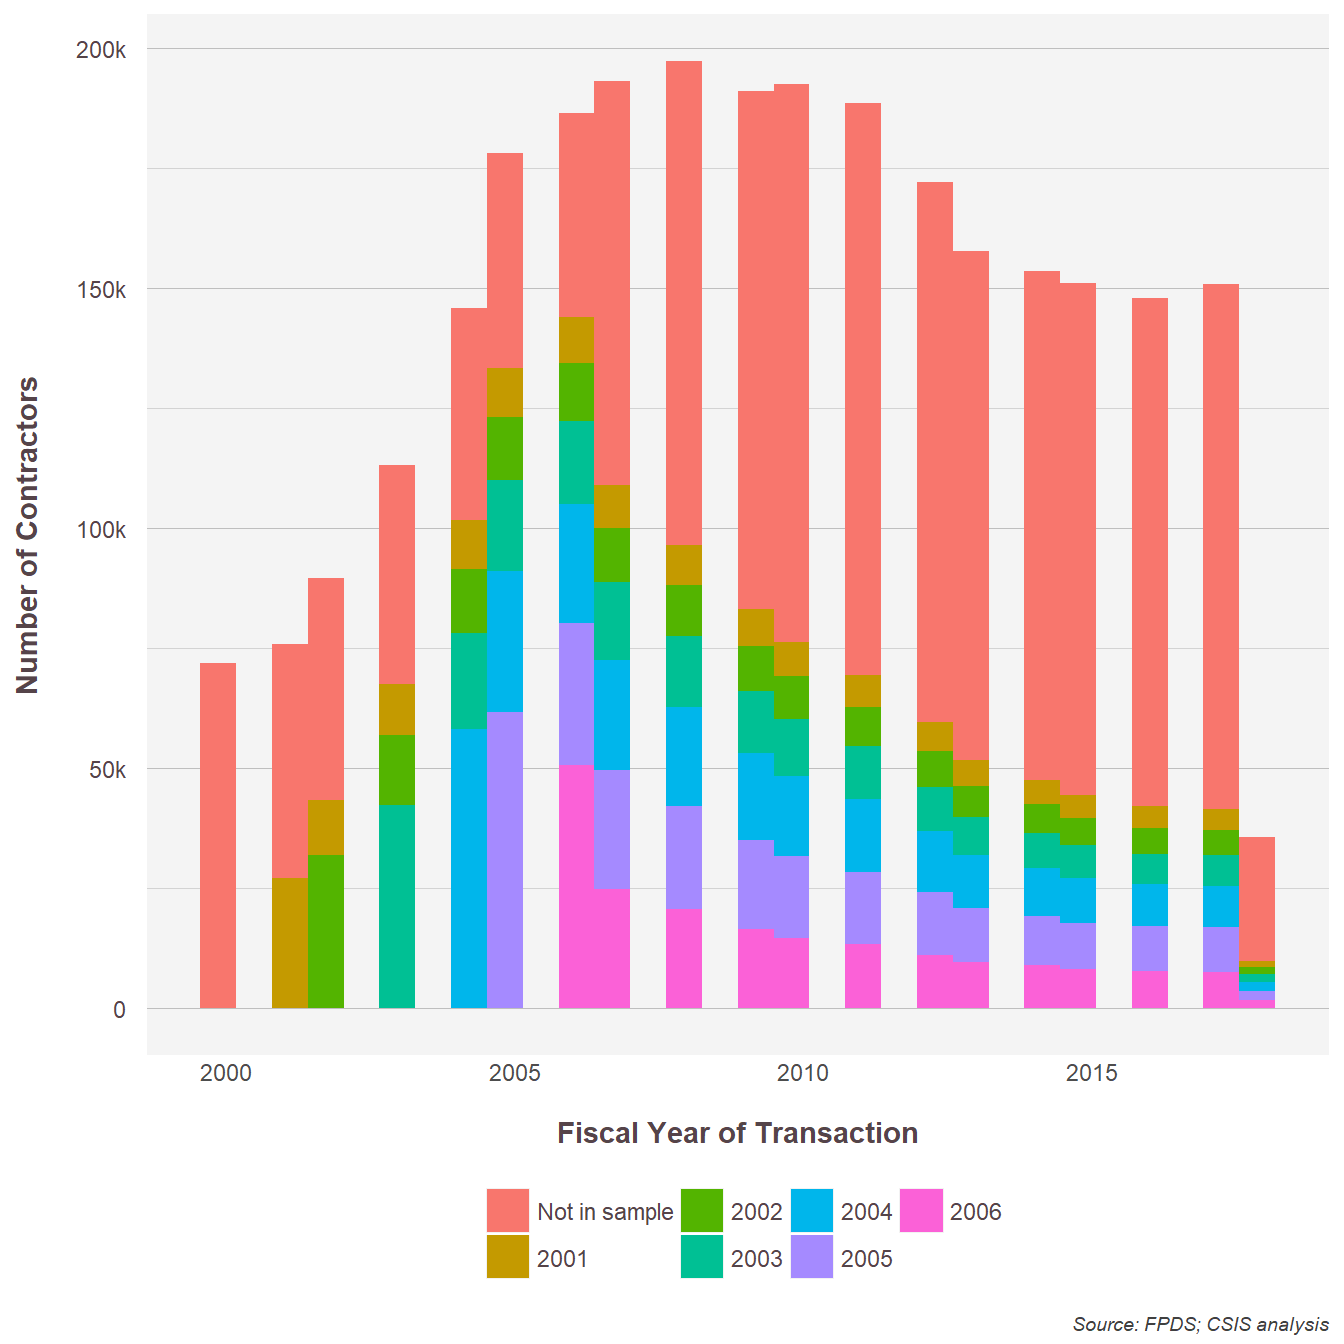 200k
150k
100k
50k
0
Number of Contractors
2000 2005 2010 2015
Fiscal Year of Transaction
Not in sample 2002 2004 2006
2001 2003 2005
Source: FPDS; CSIS analysis